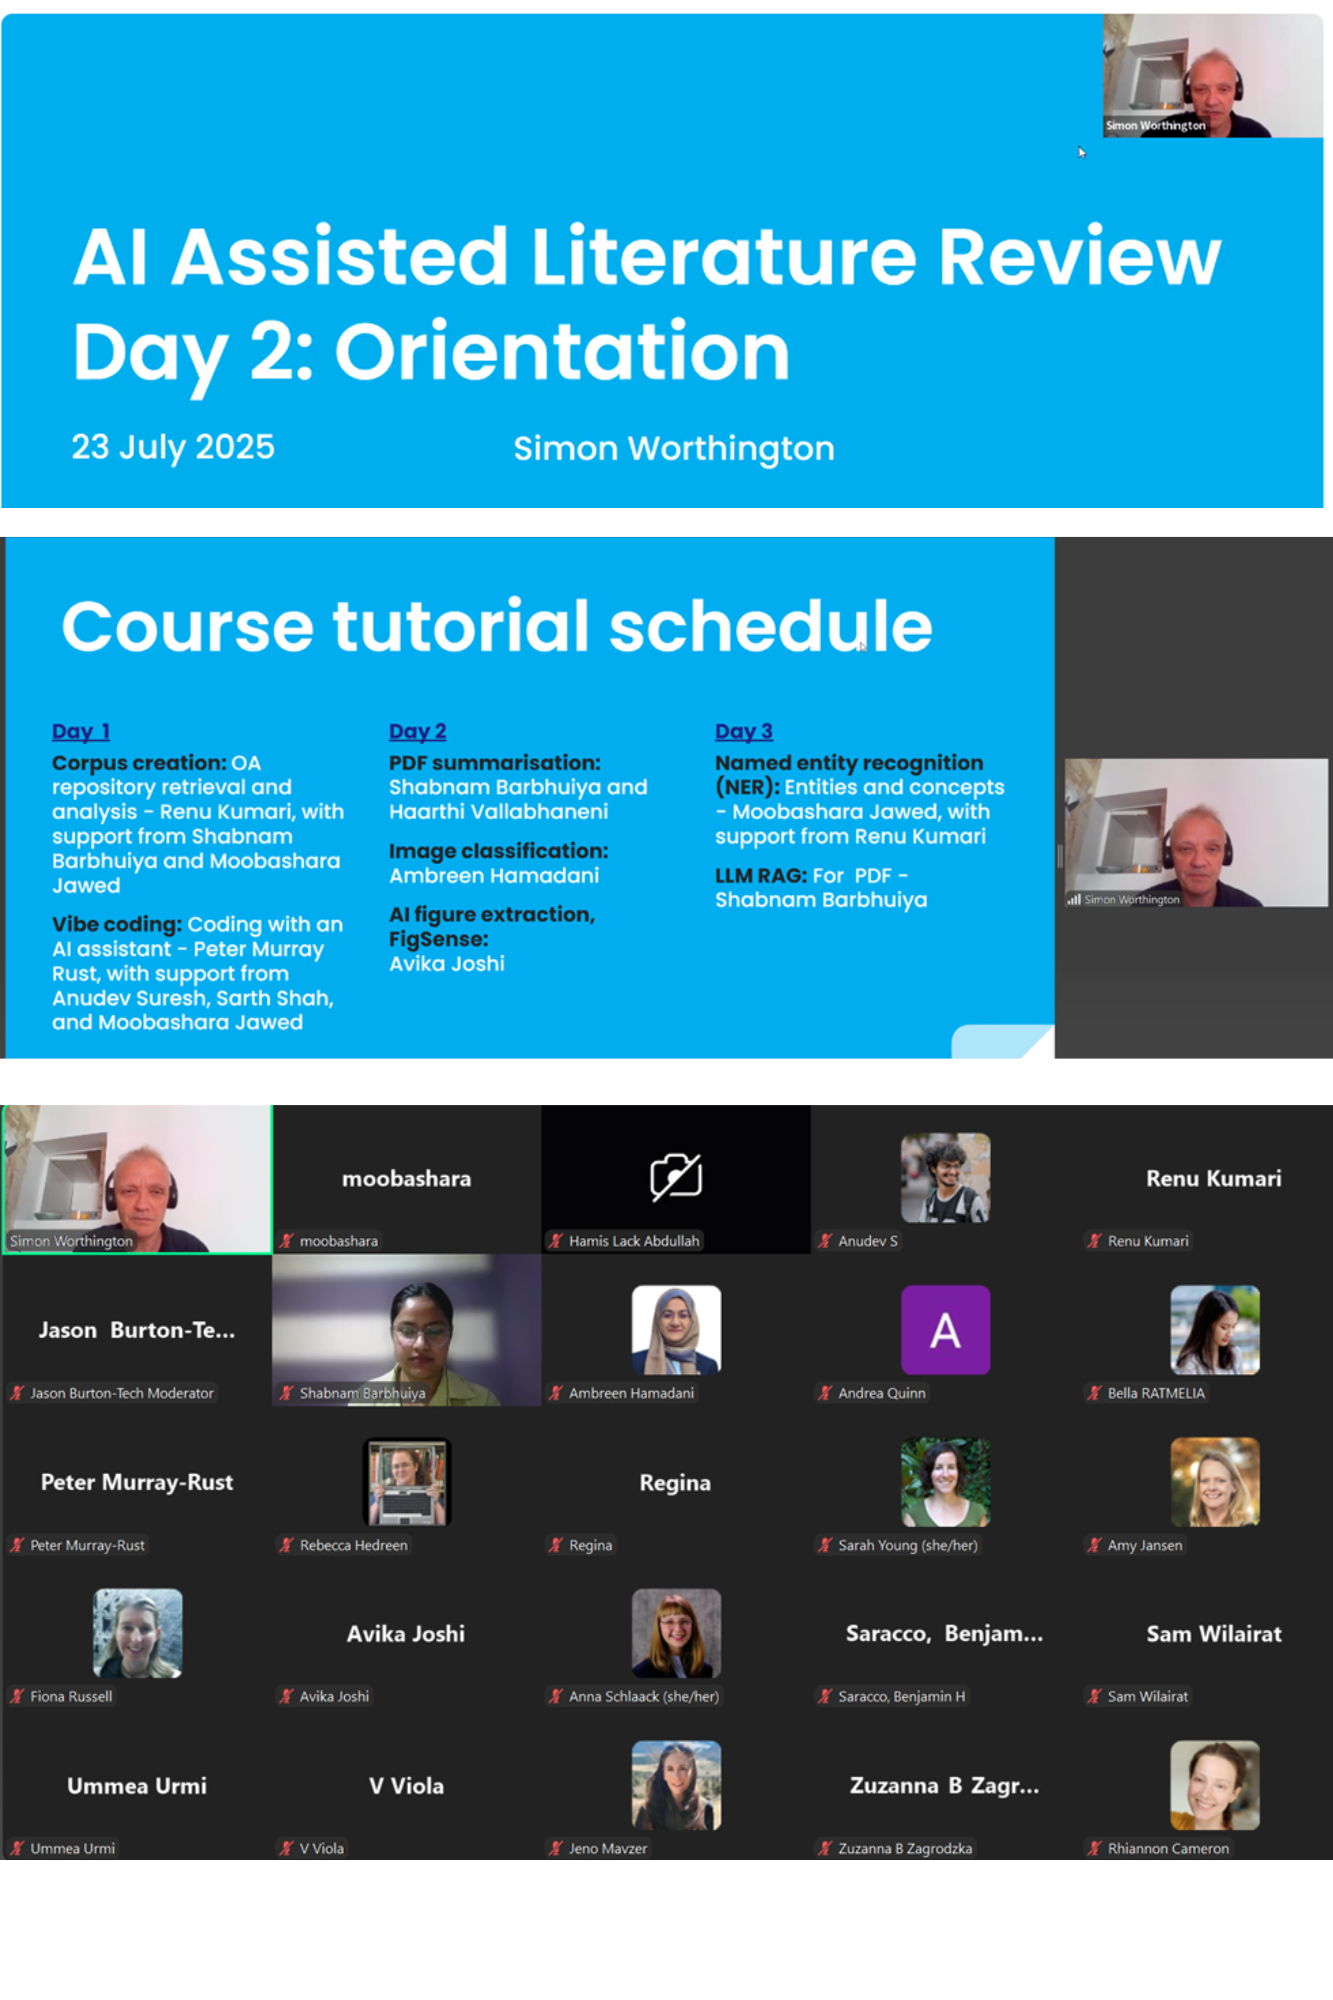 Simon Worthington
AI Assisted Literature Review
Day 2: Orientation
23 July 2025
Simon Worthington
Course tutorial schedule
Day 1
Corpus creation: OA
repository retrieval and
analysis - Renu Kumari, with
support from Shabnam
Barbhuiya and Moobashara
Jawed
Vibe coding: Coding with an
AI assistant - Peter Murray
Rust, with support from
Anudev Suresh, Sarth Shah,
and Moobashara Jawed
Day 2
PDF summarisation:
Shabnam Barbhuiya and
Haarthi Vallabhaneni
Image classification:
Ambreen Hamadani
AI figure extraction,
FigSense:
Avika Joshi
Day 3
Named entity recognition
(NER): Entities and concepts
- Moobashara Jawed, with
support from Renu Kumari
LLM RAG: For PDF -
Shabnam Barbhuiya
Simon Worthington
Simon Worthington
moobashara
moobashara
Hamis Lack Abdullah
Anudev S
Renu Kumari
Renu Kumari
Jason Burton-Te...
Jason Burton-Tech Moderator
Shabnam Barbhuiya
Ambreen Hamadani
A
Andrea Quinn
Bella RATMELIA
Peter Murray-Rust
Peter Murray-Rust
Rebecca Hedreen
Regina
Regina
Sarah Young (she/her)
Amy Jansen
Fiona Russell
Avika Joshi
Avika Joshi
Anna Schlaack (she/her)
Saracco, Benjam...
Saracco, Benjamin H
Sam Wilairat
Sam Wilairat
Ummea Urmi
Ummea Urmi
V Viola
V Viola
Jeno Mavzer
Zuzanna B Zagr...
Zuzanna B Zagrodzka
Rhiannon Cameron